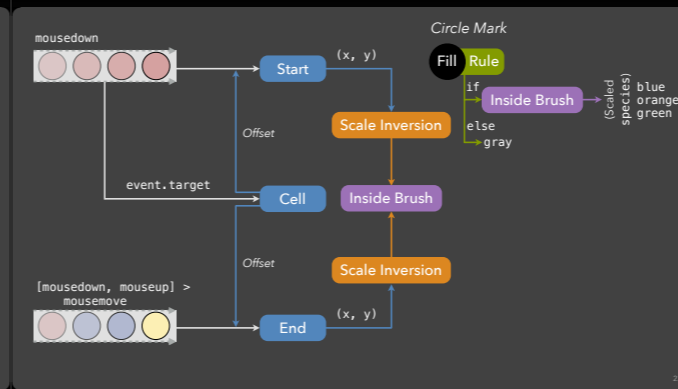 Circle Mark
mousedown
(x, y)
Start
Fill
Rule
if
Inside Brush
(Scaled
species)
blue
orange
green
else
gray
Offset
Scale Inversion
event.target
Cell
Inside Brush
Offset
Scale Inversion
[mousedown, mouseup] >
mousemove
(x, y)
End